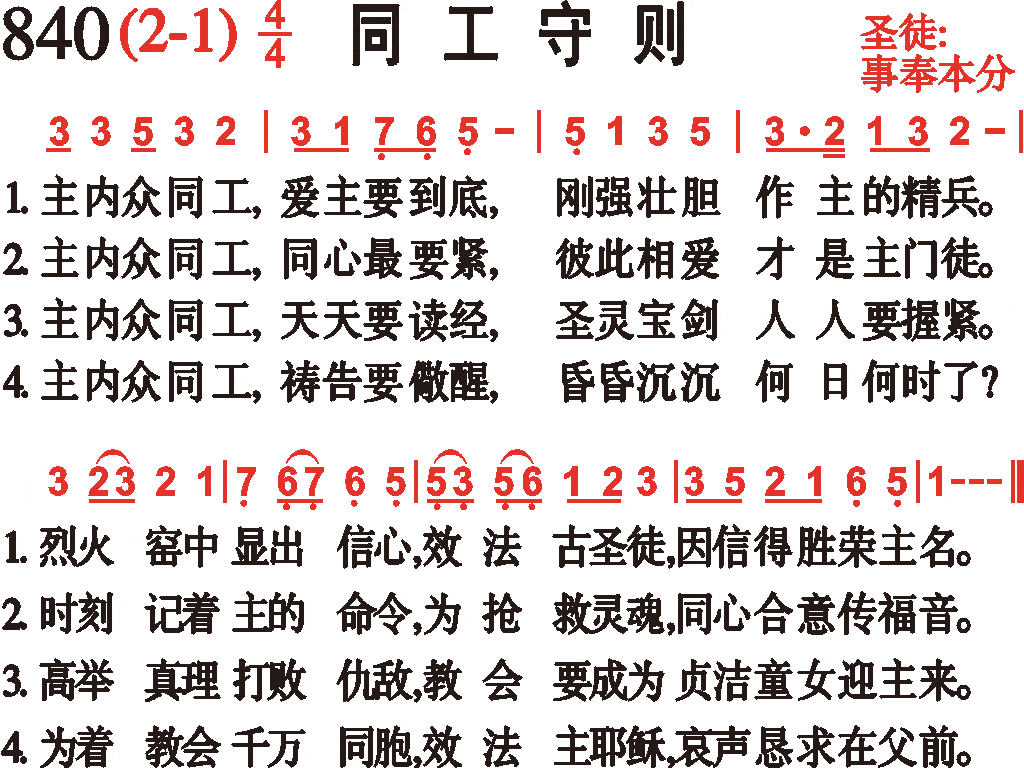 840 (2-1) 4/4 同工守则 圣徒:
事奉本分
3 3 5 3 2 | 3 1 7 6 5 - | 5 1 3 5 | 3·2 1 3 2 - |
1. 主内众同工, 爱主要到底, 刚强壮胆 作 主的精兵。
2. 主内众同工, 同心最要紧, 彼此相爱 才 是主门徒。
3. 主内众同工, 天天要读经, 圣灵宝剑 人 人要握紧。
4. 主内众同工, 祷告要儆醒, 昏昏沉沉 何 日何时了?
3 23 2 1 | 7 67 6 5 | 53 56 12 3 | 35 21 6 5 | 1---‖
1. 烈火 窑中 显出 信心,效 法 古圣徒,因信得胜荣主名。
2. 时刻 记着 主的 命令,为 抢 救灵魂,同心合意传福音。
3. 高举 真理 打败 仇敌,教 会 要成为 贞洁童女迎主来。
4. 为着 教会 千万 同胞,效 法 主耶稣,哀声恳求在父前。